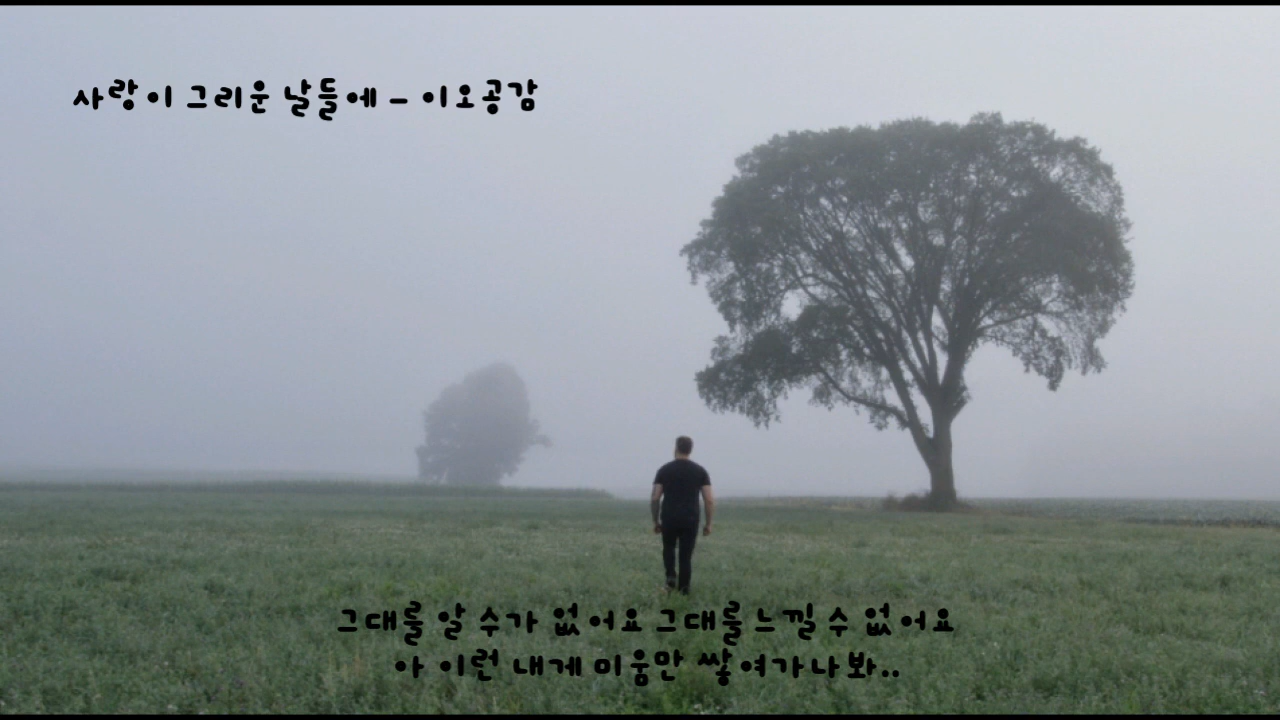 사랑이 그리운 날들에 - 이오공감
그대를 알 수가 없어요 그대를 느낄 수 없어요
아 이런 내게 미움만 쌓여가나봐..